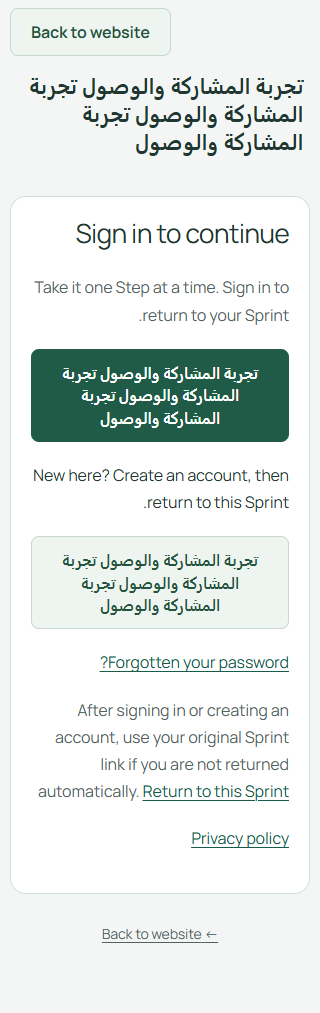 Back to website
تجربة المشاركة والوصول تجربة
المشاركة والوصول تجربة
المشاركة والوصول
Sign in to continue
Take it one Step at a time. Sign in to
return to your Sprint.
تجربة المشاركة والوصول تجربة
المشاركة والوصول تجربة
المشاركة والوصول
New here? Create an account, then
return to this Sprint.
تجربة المشاركة والوصول تجربة
المشاركة والوصول تجربة
المشاركة والوصول
Forgotten your password?
After signing in or creating an
account, use your original Sprint
link if you are not returned
automatically. Return to this Sprint
Privacy policy
Back to website ←